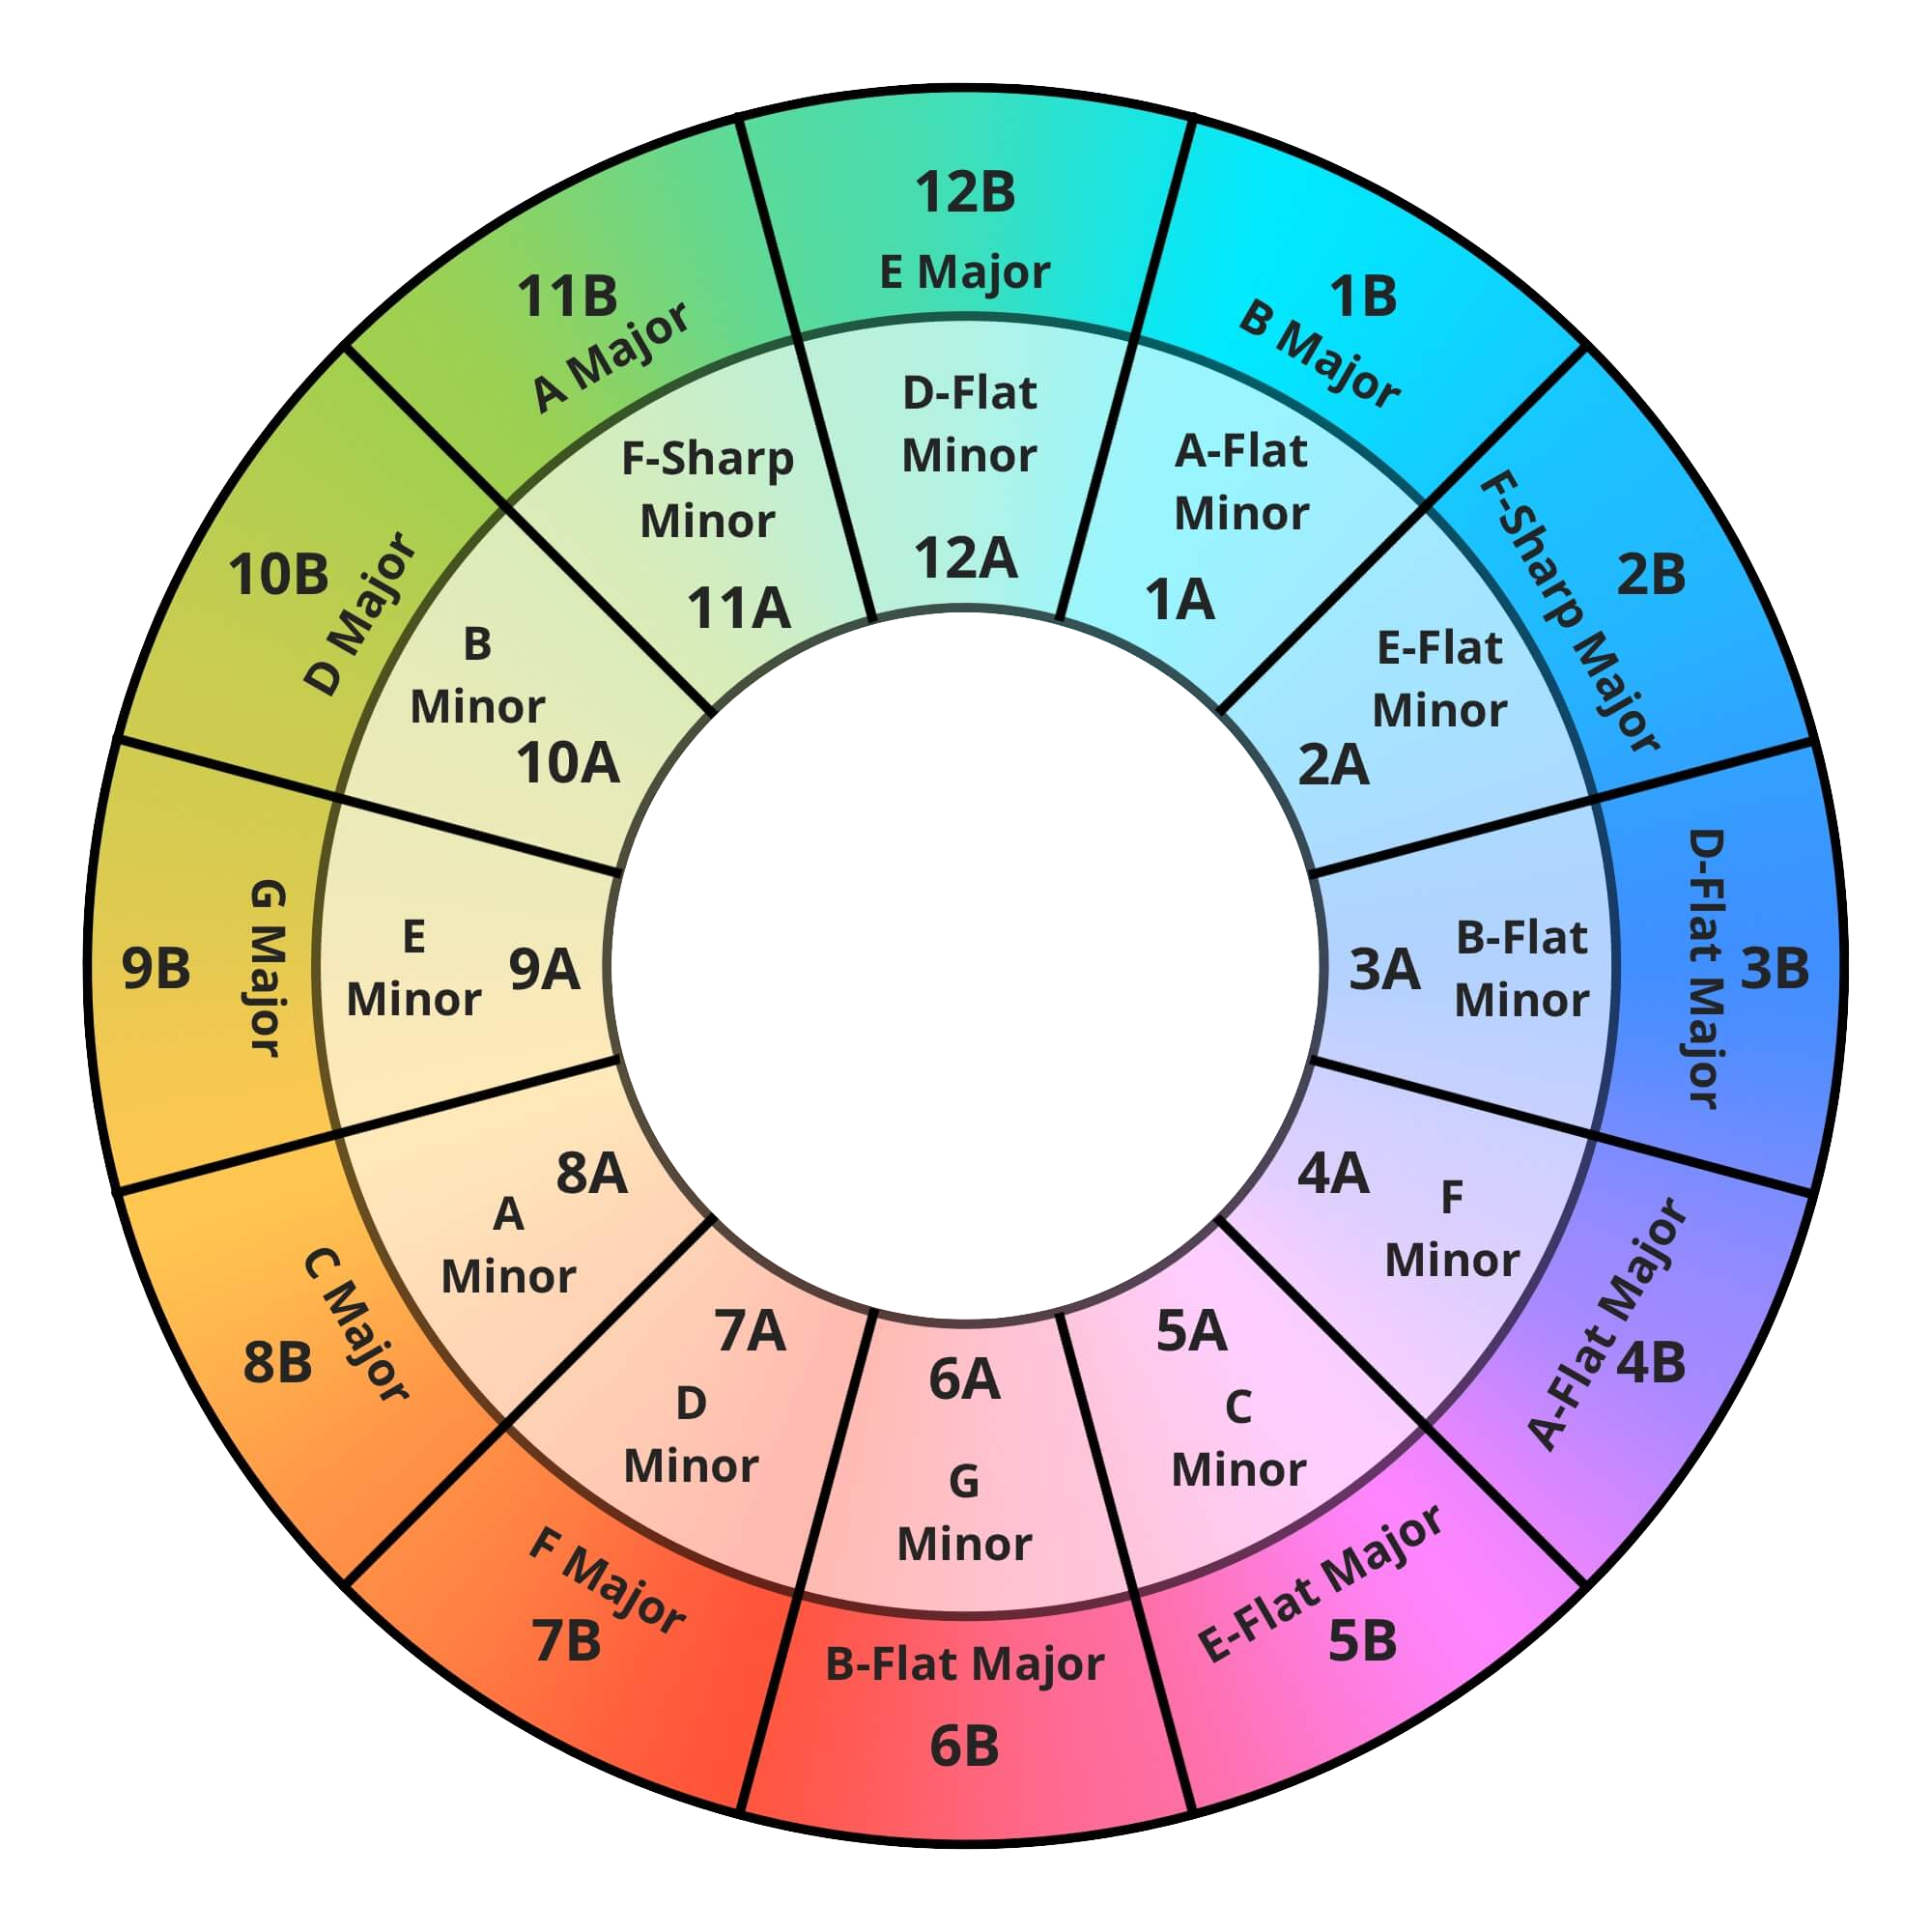 12B
E Major
1B
B Major
2B
F-Sharp Major
3B
D-Flat Major
4B
A-Flat Major
5B
E-Flat Major
B-Flat Major
6B
F Major
7B
C Major
8B
9B
G Major
10B
D Major
11B
A Major
D-Flat
Minor
12A
A-Flat
Minor
1A
E-Flat
Minor
2A
3A
B-Flat
Minor
4A
F
Minor
5A
C
Minor
6A
G
Minor
7A
D
Minor
8A
A
Minor
E
Minor
9A
B
Minor
10A
F-Sharp
Minor
11A